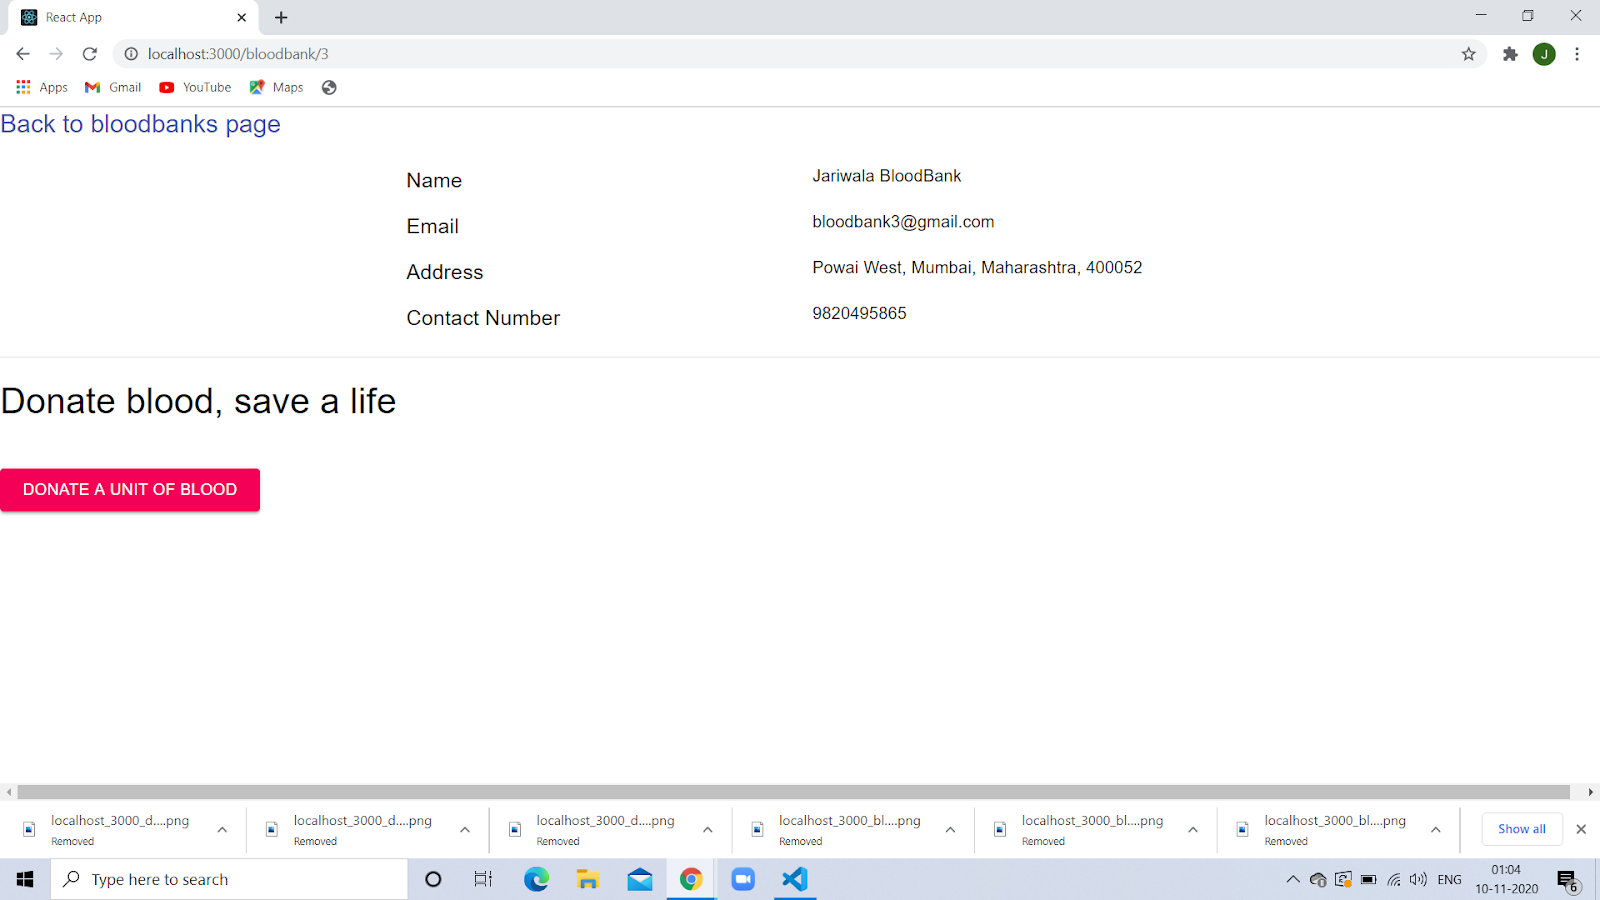 React App
localhost:3000/bloodbank/3
J
Apps Gmail YouTube Maps
Back to bloodbanks page
Name Jariwala BloodBank
Email bloodbank3@gmail.com
Address Powai West, Mumbai, Maharashtra, 400052
Contact Number 9820495865
Donate blood, save a life
DONATE A UNIT OF BLOOD
localhost_3000_d....png localhost_3000_d....png localhost_3000_d....png localhost_3000_bl....png localhost_3000_bl....png localhost_3000_bl....png Show all
Removed Removed Removed Removed Removed Removed
Type here to search
ENG
01:04
10-11-2020
6